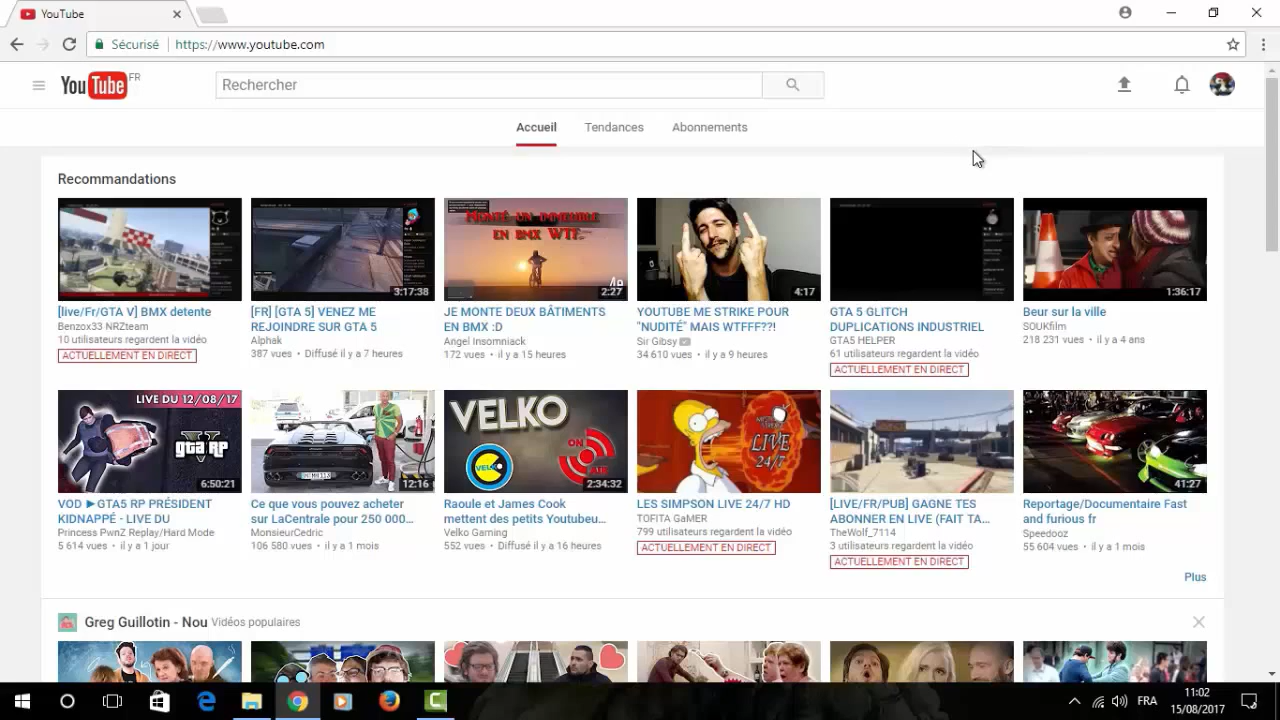 YouTube
Sécurisé https://www.youtube.com
YouTube FR
Rechercher
Accueil Tendances Abonnements
Recommandations
3:17:38
MONTÉ UN IMMEUBLE
EN BMX WTF
2:27
4:17
1:36:17
[live/Fr/GTA V] BMX detente
Benzox33 NRZteam
10 utilisateurs regardent la vidéo
ACTUELLEMENT EN DIRECT
[FR] [GTA 5] VENEZ ME
REJOINDRE SUR GTA 5
Alphak
387 vues • Diffusé il y a 7 heures
JE MONTE DEUX BÂTIMENTS
EN BMX :D
Angel Insomniack
172 vues • il y a 15 heures
YOUTUBE ME STRIKE POUR
"NUDITÉ" MAIS WTFFF??!
Sir Gibsy
34 610 vues • il y a 9 heures
GTA 5 GLITCH
DUPLICATIONS INDUSTRIEL
GTA5 HELPER
61 utilisateurs regardent la vidéo
ACTUELLEMENT EN DIRECT
Beur sur la ville
SOUKfilm
218 231 vues • il y a 4 ans
LIVE DU 12/08/17
gta RP
V
6:50:21
12:16
VELKO
ON
2:34:32
LIVE
24/7
41:27
VOD ►GTA5 RP PRÉSIDENT
KIDNAPPÉ - LIVE DU
Princess PwnZ Replay/Hard Mode
5 614 vues • il y a 1 jour
Ce que vous pouvez acheter
sur LaCentrale pour 250 000...
MonsieurCedric
106 580 vues • il y a 1 mois
Raoule et James Cook
mettent des petits Youtubeu...
Velko Gaming
552 vues • Diffusé il y a 16 heures
LES SIMPSON LIVE 24/7 HD
TOFITA GaMER
799 utilisateurs regardent la vidéo
ACTUELLEMENT EN DIRECT
[LIVE/FR/PUB] GAGNE TES
ABONNER EN LIVE (FAIT TA...
TheWolf_7114
3 utilisateurs regardent la vidéo
ACTUELLEMENT EN DIRECT
Reportage/Documentaire Fast
and furious fr
Speedooz
55 604 vues • il y a 1 mois
Plus
Greg Guillotin - Nou Vidéos populaires
FRA
11:02
15/08/2017